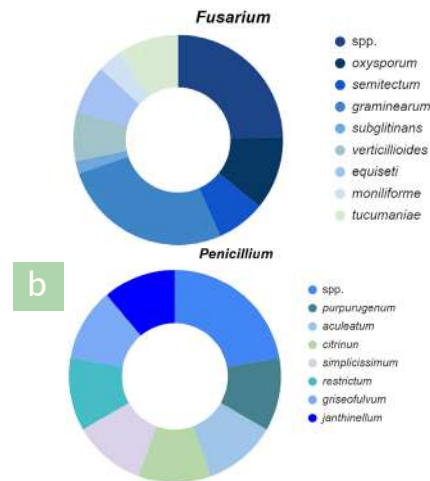 Fusarium
spp.
oxysporum
semitectum
graminearum
subglitinans
verticillioides
equiseti
moniliforme
tucumaniae
Penicillium
b
spp.
purpurugenum
aculeatum
citrinun
simplicissimum
restrictum
griseofulvum
janthinellum